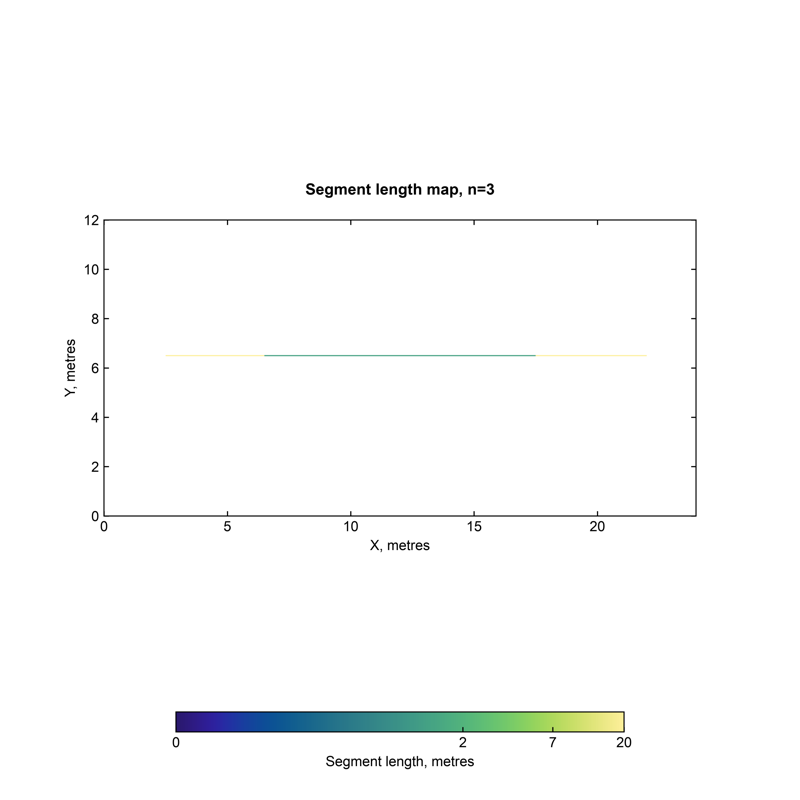 Segment length map, n=3
12
10
8
6
4
2
0
Y, metres
0 5 10 15 20
X, metres
0 2 7 20
Segment length, metres